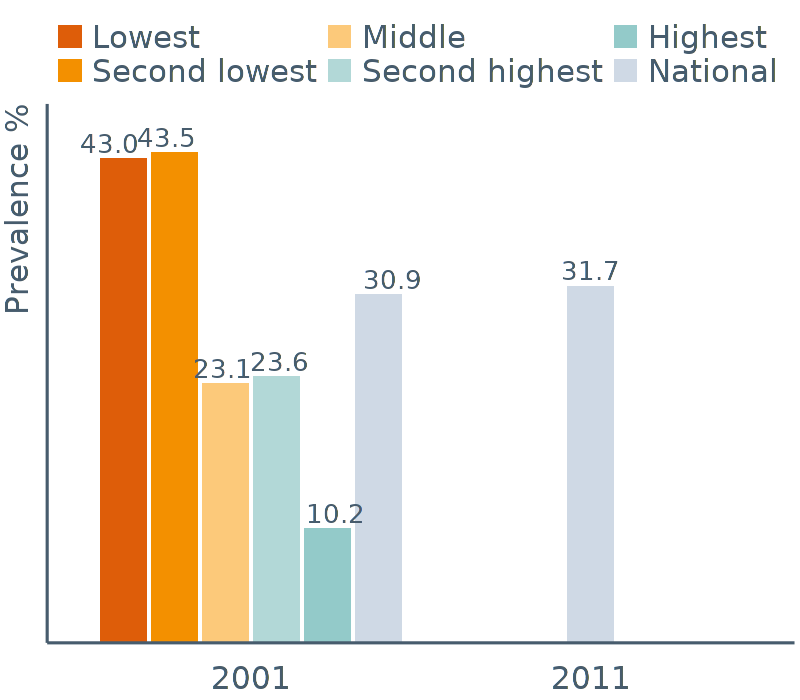 Lowest Middle Highest
Second lowest Second highest National
Prevalence %
43.0 43.5
23.1 23.6
10.2
30.9
31.7
2001 2011